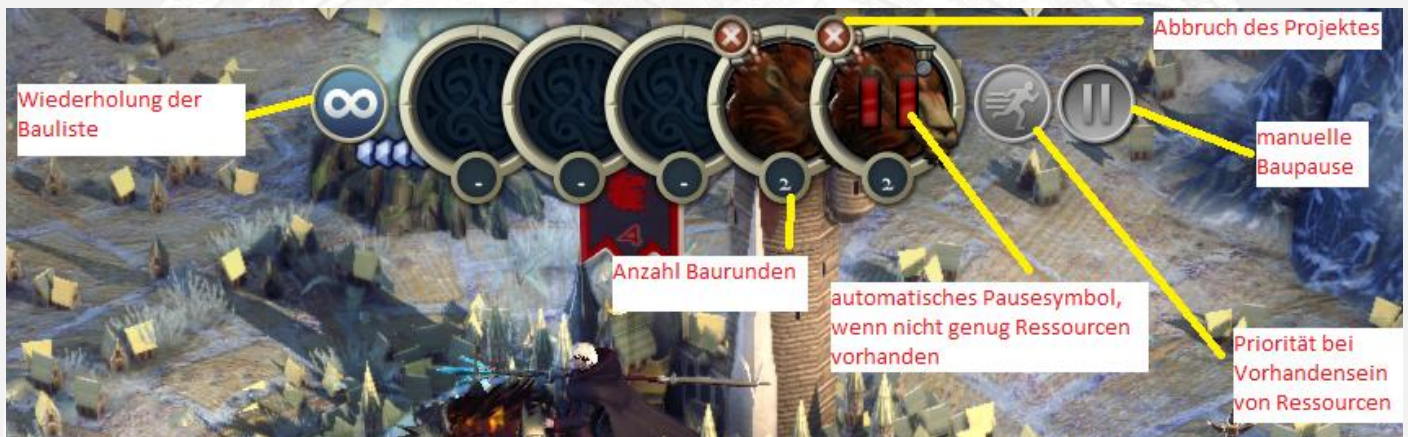 Abbruch des Projektes
Wiederholung der
Bauliste
manuelle
Baupause
-
-
-
2
2
4
Anzahl Baurunden
automatisches Pausesymbol,
wenn nicht genug Ressourcen
vorhanden
Priorität bei
Vorhandensein
von Ressourcen